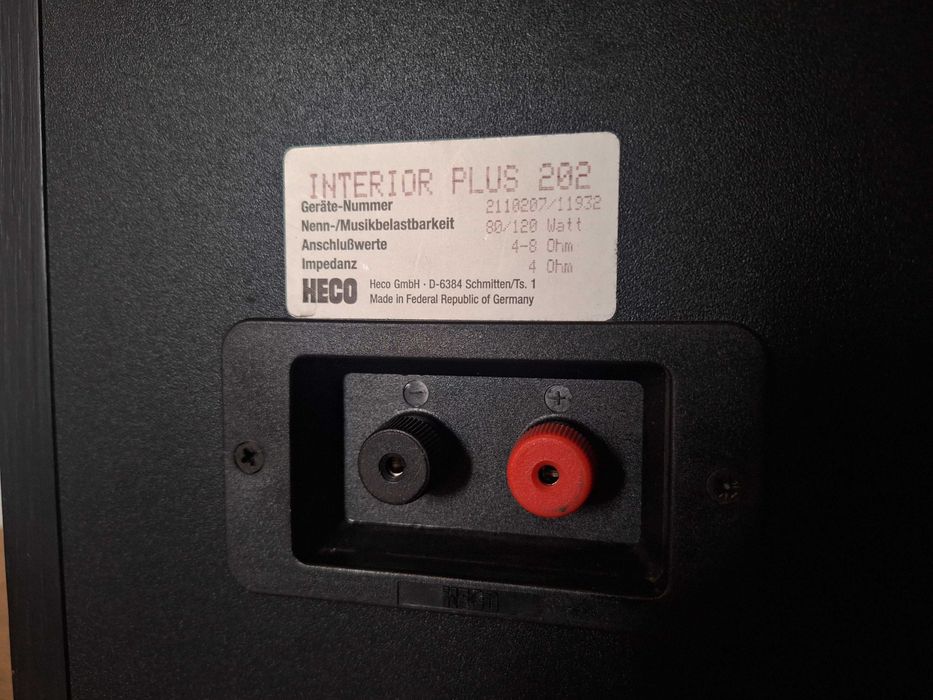 INTERIOR PLUS 202
Geräte-Nummer 2110207/11932
Nenn-/Musikbelastbarkeit 80/120 Watt
Anschlußwerte 4-8 Ohm
Impedanz 4 Ohm
HECO Heco GmbH · D-6384 Schmitten/Ts. 1
Made in Federal Republic of Germany
- +